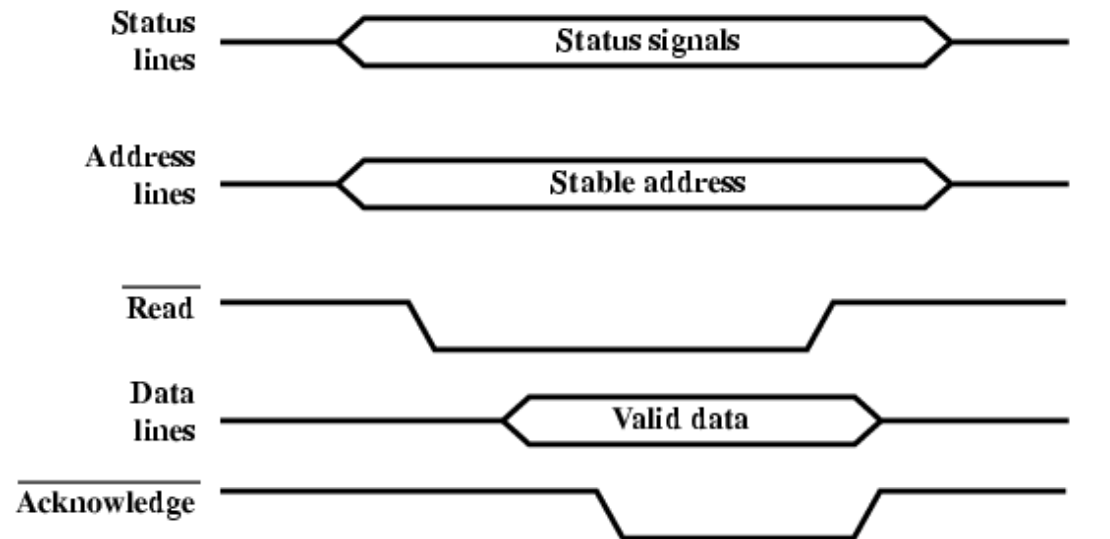 Status
lines
Status signals
Address
lines
Stable address
Read
Data
lines
Valid data
Acknowledge